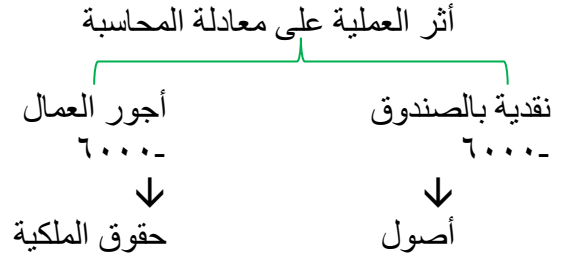 أثر العملية على معادلة المحاسبة
نقدية بالصندوق أجور العمال
-٦٠٠٠ -٦٠٠٠
أصول حقوق الملكية